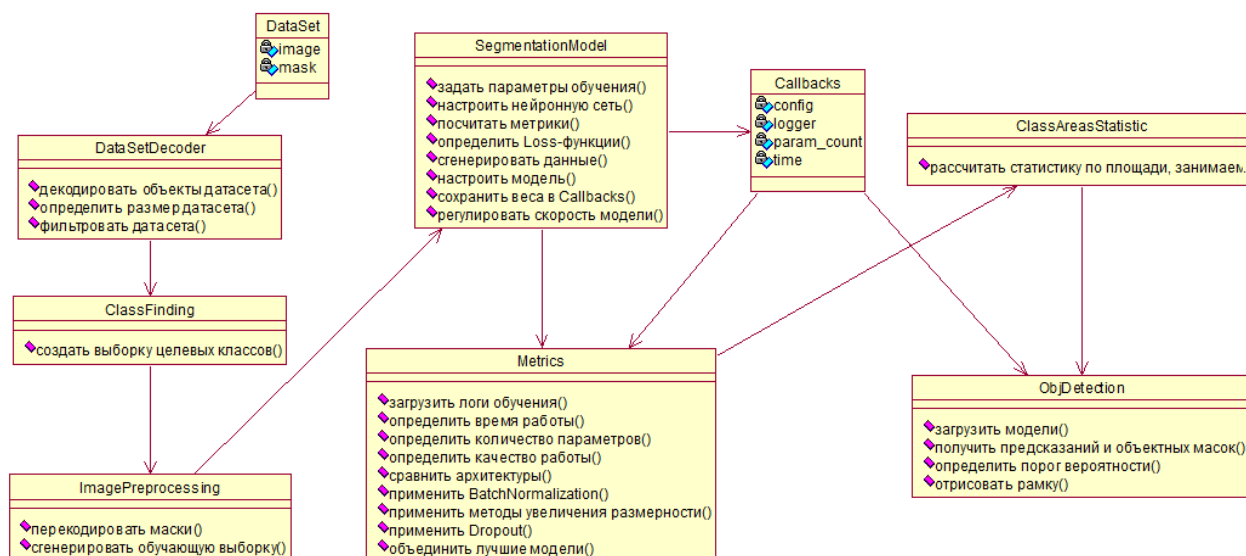 DataSet
image
mask
DataSetDecoder
декодировать объекты датасета()
определить размер датасета()
фильтровать датасета()
ClassFinding
создать выборку целевых классов()
ImagePreprocessing
перекодировать маски()
сгенерировать обучающую выборку()
SegmentationModel
задать параметры обучения()
настроить нейронную сеть()
посчитать метрики()
определить Loss-функции()
сгенерировать данные()
настроить модель()
сохранить веса в Callbacks()
регулировать скорость модели()
Metrics
загрузить логи обучения()
определить время работы()
определить количество параметров()
определить качество работы()
сравнить архитектуры()
применить BatchNormalization()
применить методы увеличения размерности()
применить Dropout()
объединить лучшие модели()
Callbacks
config
logger
param_count
time
ClassAreasStatistic
рассчитать статистику по площади,
ObjDetection
загрузить модели()
получить предсказаний и объектных масок()
определить порог вероятности()
отрисовать рамку()